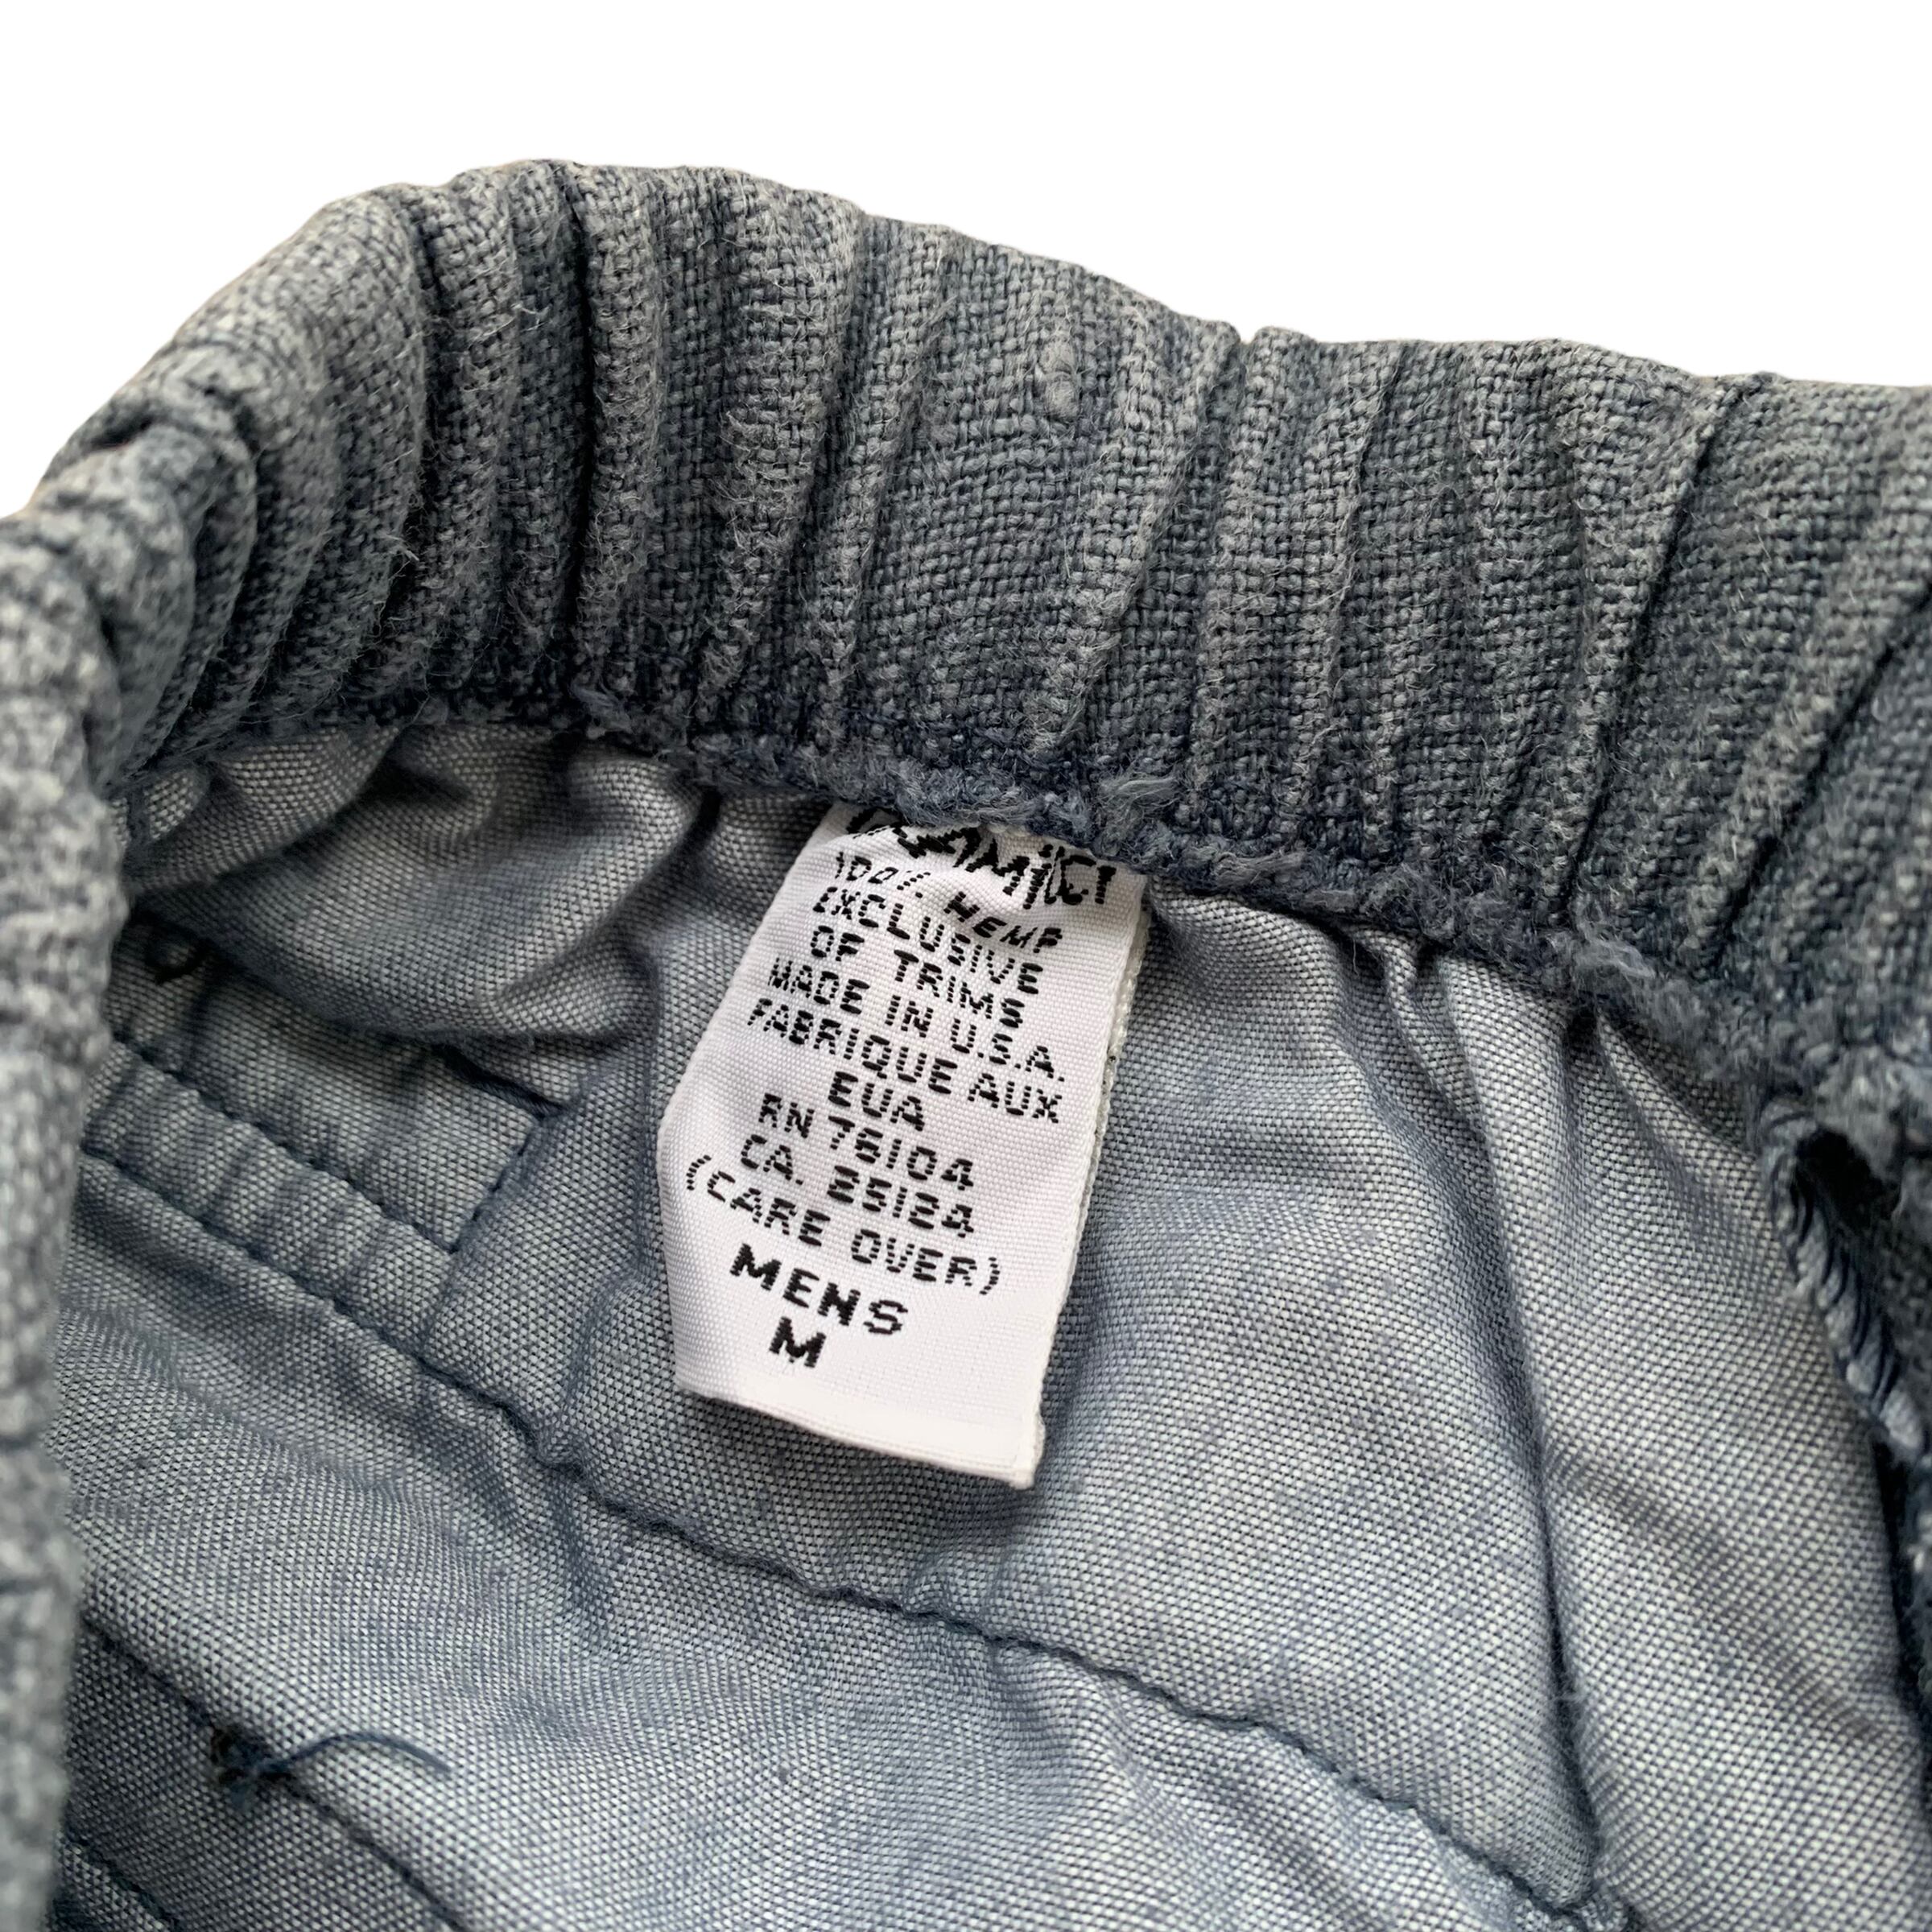 100% HEMP
EXCLUSIVE
OF TRIMS
MADE IN U.S.A.
FABRIQUE AUX
EUA
RN 76104
CA. 25124
(CARE OVER)
MENS
M